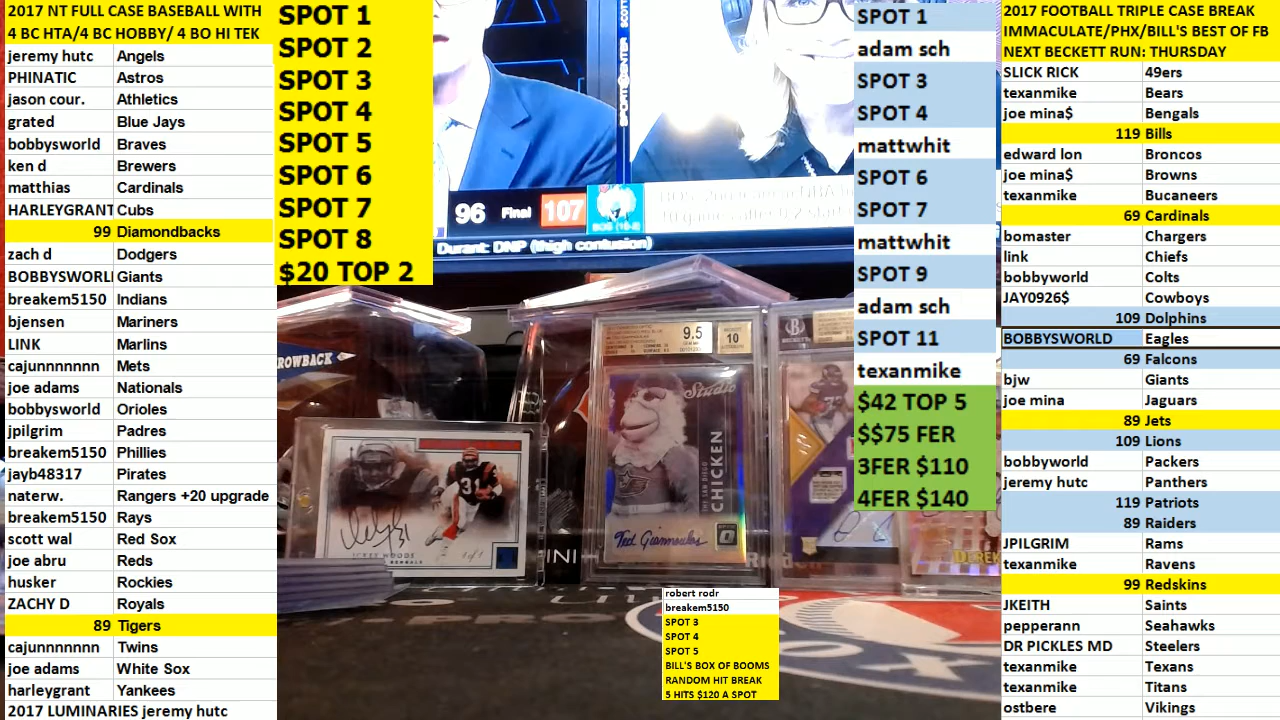 2017 NT FULL CASE BASEBALL WITH
4 BC HTA/4 BC HOBBY/ 4 BO HI TEK
jeremy hutc Angels
PHINATIC Astros
jason cour. Athletics
grated Blue Jays
bobbysworld Braves
ken d Brewers
matthias Cardinals
HARLEYGRANT Cubs
99 Diamondbacks
zach d Dodgers
BOBBYSWORL Giants
breakem5150 Indians
bjensen Mariners
LINK Marlins
cajunnnnnnn Mets
joe adams Nationals
bobbysworld Orioles
jpilgrim Padres
breakem5150 Phillies
jayb48317 Pirates
naterw. Rangers +20 upgrade
breakem5150 Rays
scott wal Red Sox
joe abru Reds
husker Rockies
ZACHY D Royals
89 Tigers
cajunnnnnnn Twins
joe adams White Sox
harleygrant Yankees
2017 LUMINARIES jeremy hutc
SPOT 1
SPOT 2
SPOT 3
SPOT 4
SPOT 5
SPOT 6
SPOT 7
SPOT 8
$20 TOP 2
96 Final 107
Durant: DNP (thigh contusion)
THROWBACK
31
ICKEY WOODS
9.5
10
Studio
THE SAN DIEGO CHICKEN
Ted Giannoulas
BECKETT
DEREK
robert rodr
breakem5150
SPOT 3
SPOT 4
SPOT 5
BILL'S BOX OF BOOMS
RANDOM HIT BREAK
5 HITS $120 A SPOT
SPOT 1
adam sch
SPOT 3
SPOT 4
mattwhit
SPOT 6
SPOT 7
mattwhit
SPOT 9
adam sch
SPOT 11
texanmike
$42 TOP 5
$$75 FER
3FER $110
4FER $140
2017 FOOTBALL TRIPLE CASE BREAK
IMMACULATE/PHX/BILL'S BEST OF FB
NEXT BECKETT RUN: THURSDAY
SLICK RICK 49ers
texanmike Bears
joe mina$ Bengals
119 Bills
edward lon Broncos
joe mina$ Browns
texanmike Bucaneers
69 Cardinals
bomaster Chargers
link Chiefs
bobbyworld Colts
JAY0926$ Cowboys
109 Dolphins
BOBBYSWORLD Eagles
69 Falcons
bjw Giants
joe mina Jaguars
89 Jets
109 Lions
bobbyworld Packers
jeremy hutc Panthers
119 Patriots
89 Raiders
JPILGRIM Rams
texanmike Ravens
99 Redskins
JKEITH Saints
pepperann Seahawks
DR PICKLES MD Steelers
texanmike Texans
texanmike Titans
ostbere Vikings